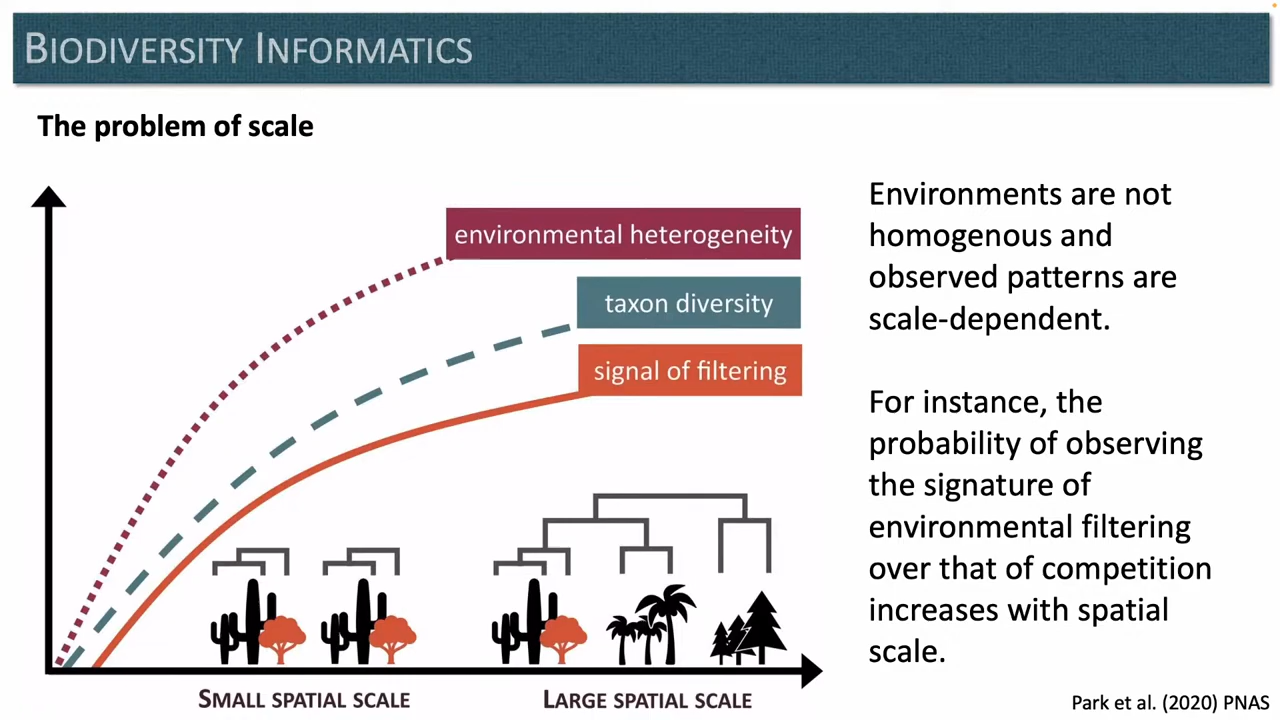 BIODIVERSITY INFORMATICS
The problem of scale
environmental heterogeneity
taxon diversity
signal of filtering
SMALL SPATIAL SCALE
LARGE SPATIAL SCALE
Environments are not
homogenous and
observed patterns are
scale-dependent.
For instance, the
probability of observing
the signature of
environmental filtering
over that of competition
increases with spatial
scale.
Park et al. (2020) PNAS